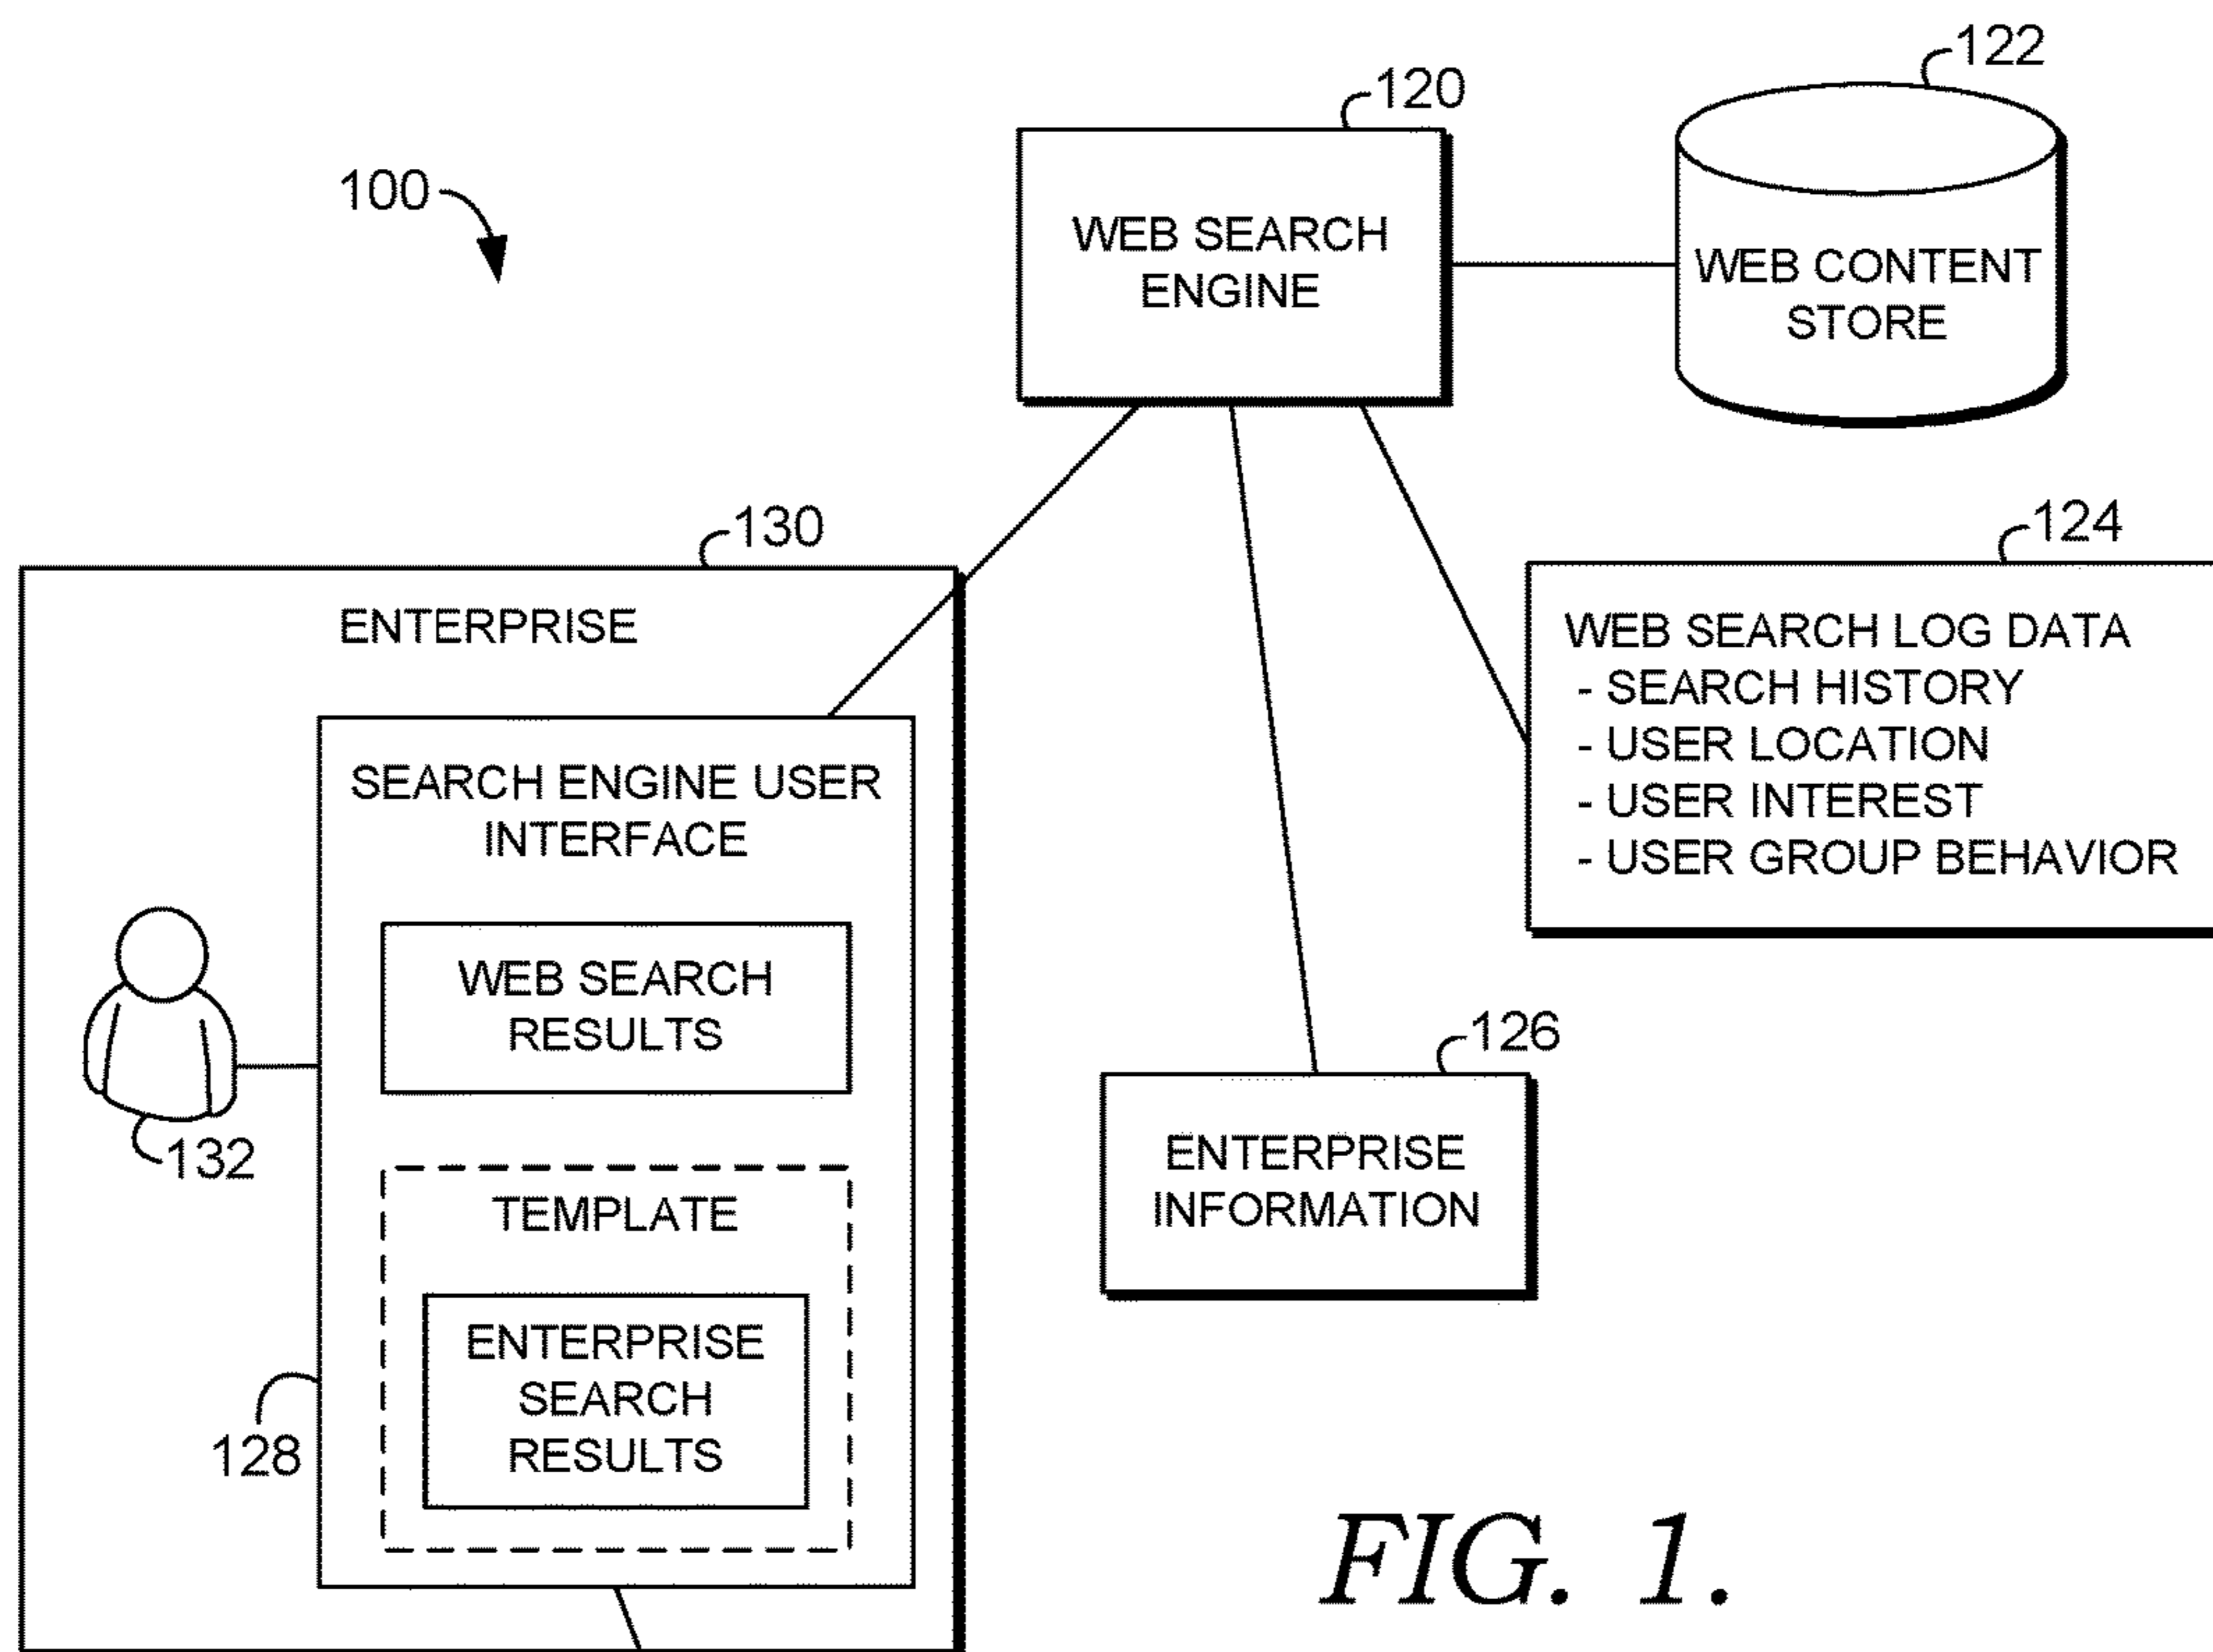 100
120
WEB SEARCH
ENGINE
122
WEB CONTENT
STORE
130
ENTERPRISE
124
WEB SEARCH LOG DATA
- SEARCH HISTORY
- USER LOCATION
- USER INTEREST
- USER GROUP BEHAVIOR
SEARCH ENGINE USER
INTERFACE
WEB SEARCH
RESULTS
132
TEMPLATE
ENTERPRISE
SEARCH
RESULTS
128
126
ENTERPRISE
INFORMATION
FIG. 1.